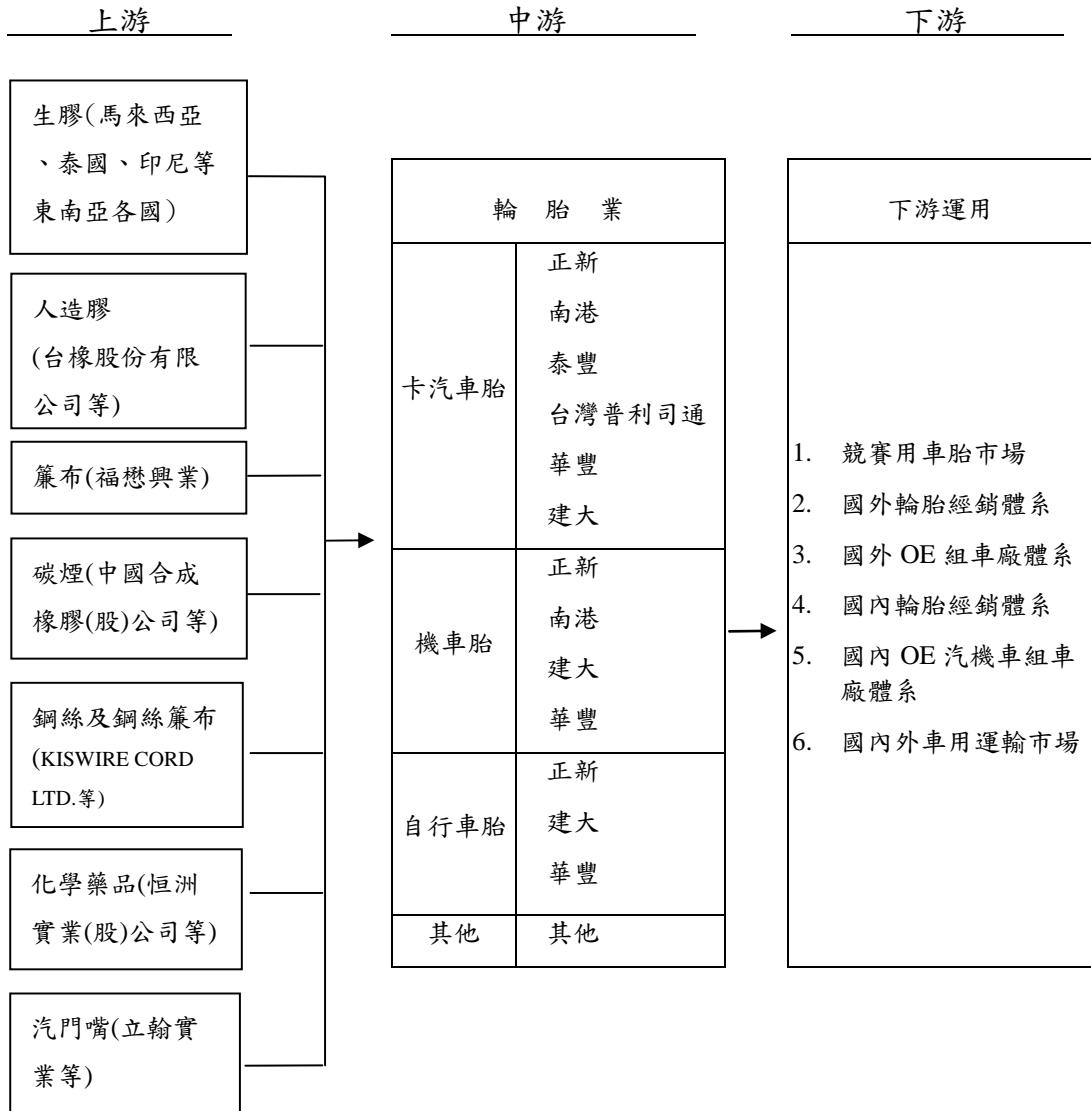 上游
中游
下游
生膠(馬來西亞
、泰國、印尼等
東南亞各國)
人造膠
(台橡股份有限
公司等)
簾布(福懋興業)
碳煙(中國合成
橡膠(股)公司等)
鋼絲及鋼絲簾布
(KISWIRE CORD
LTD.等)
化學藥品(恒洲
實業(股)公司等)
汽門嘴(立翰實
業等)
輪 胎 業
卡汽車胎
正新
南港
泰豐
台灣普利司通
華豐
建大
機車胎
正新
南港
建大
華豐
自行車胎
正新
建大
華豐
其他
其他
下游運用
1. 競賽用車胎市場
2. 國外輪胎經銷體系
3. 國外 OE 組車廠體系
4. 國內輪胎經銷體系
5. 國內 OE 汽機車組車
廠體系
6. 國內外車用運輸市場